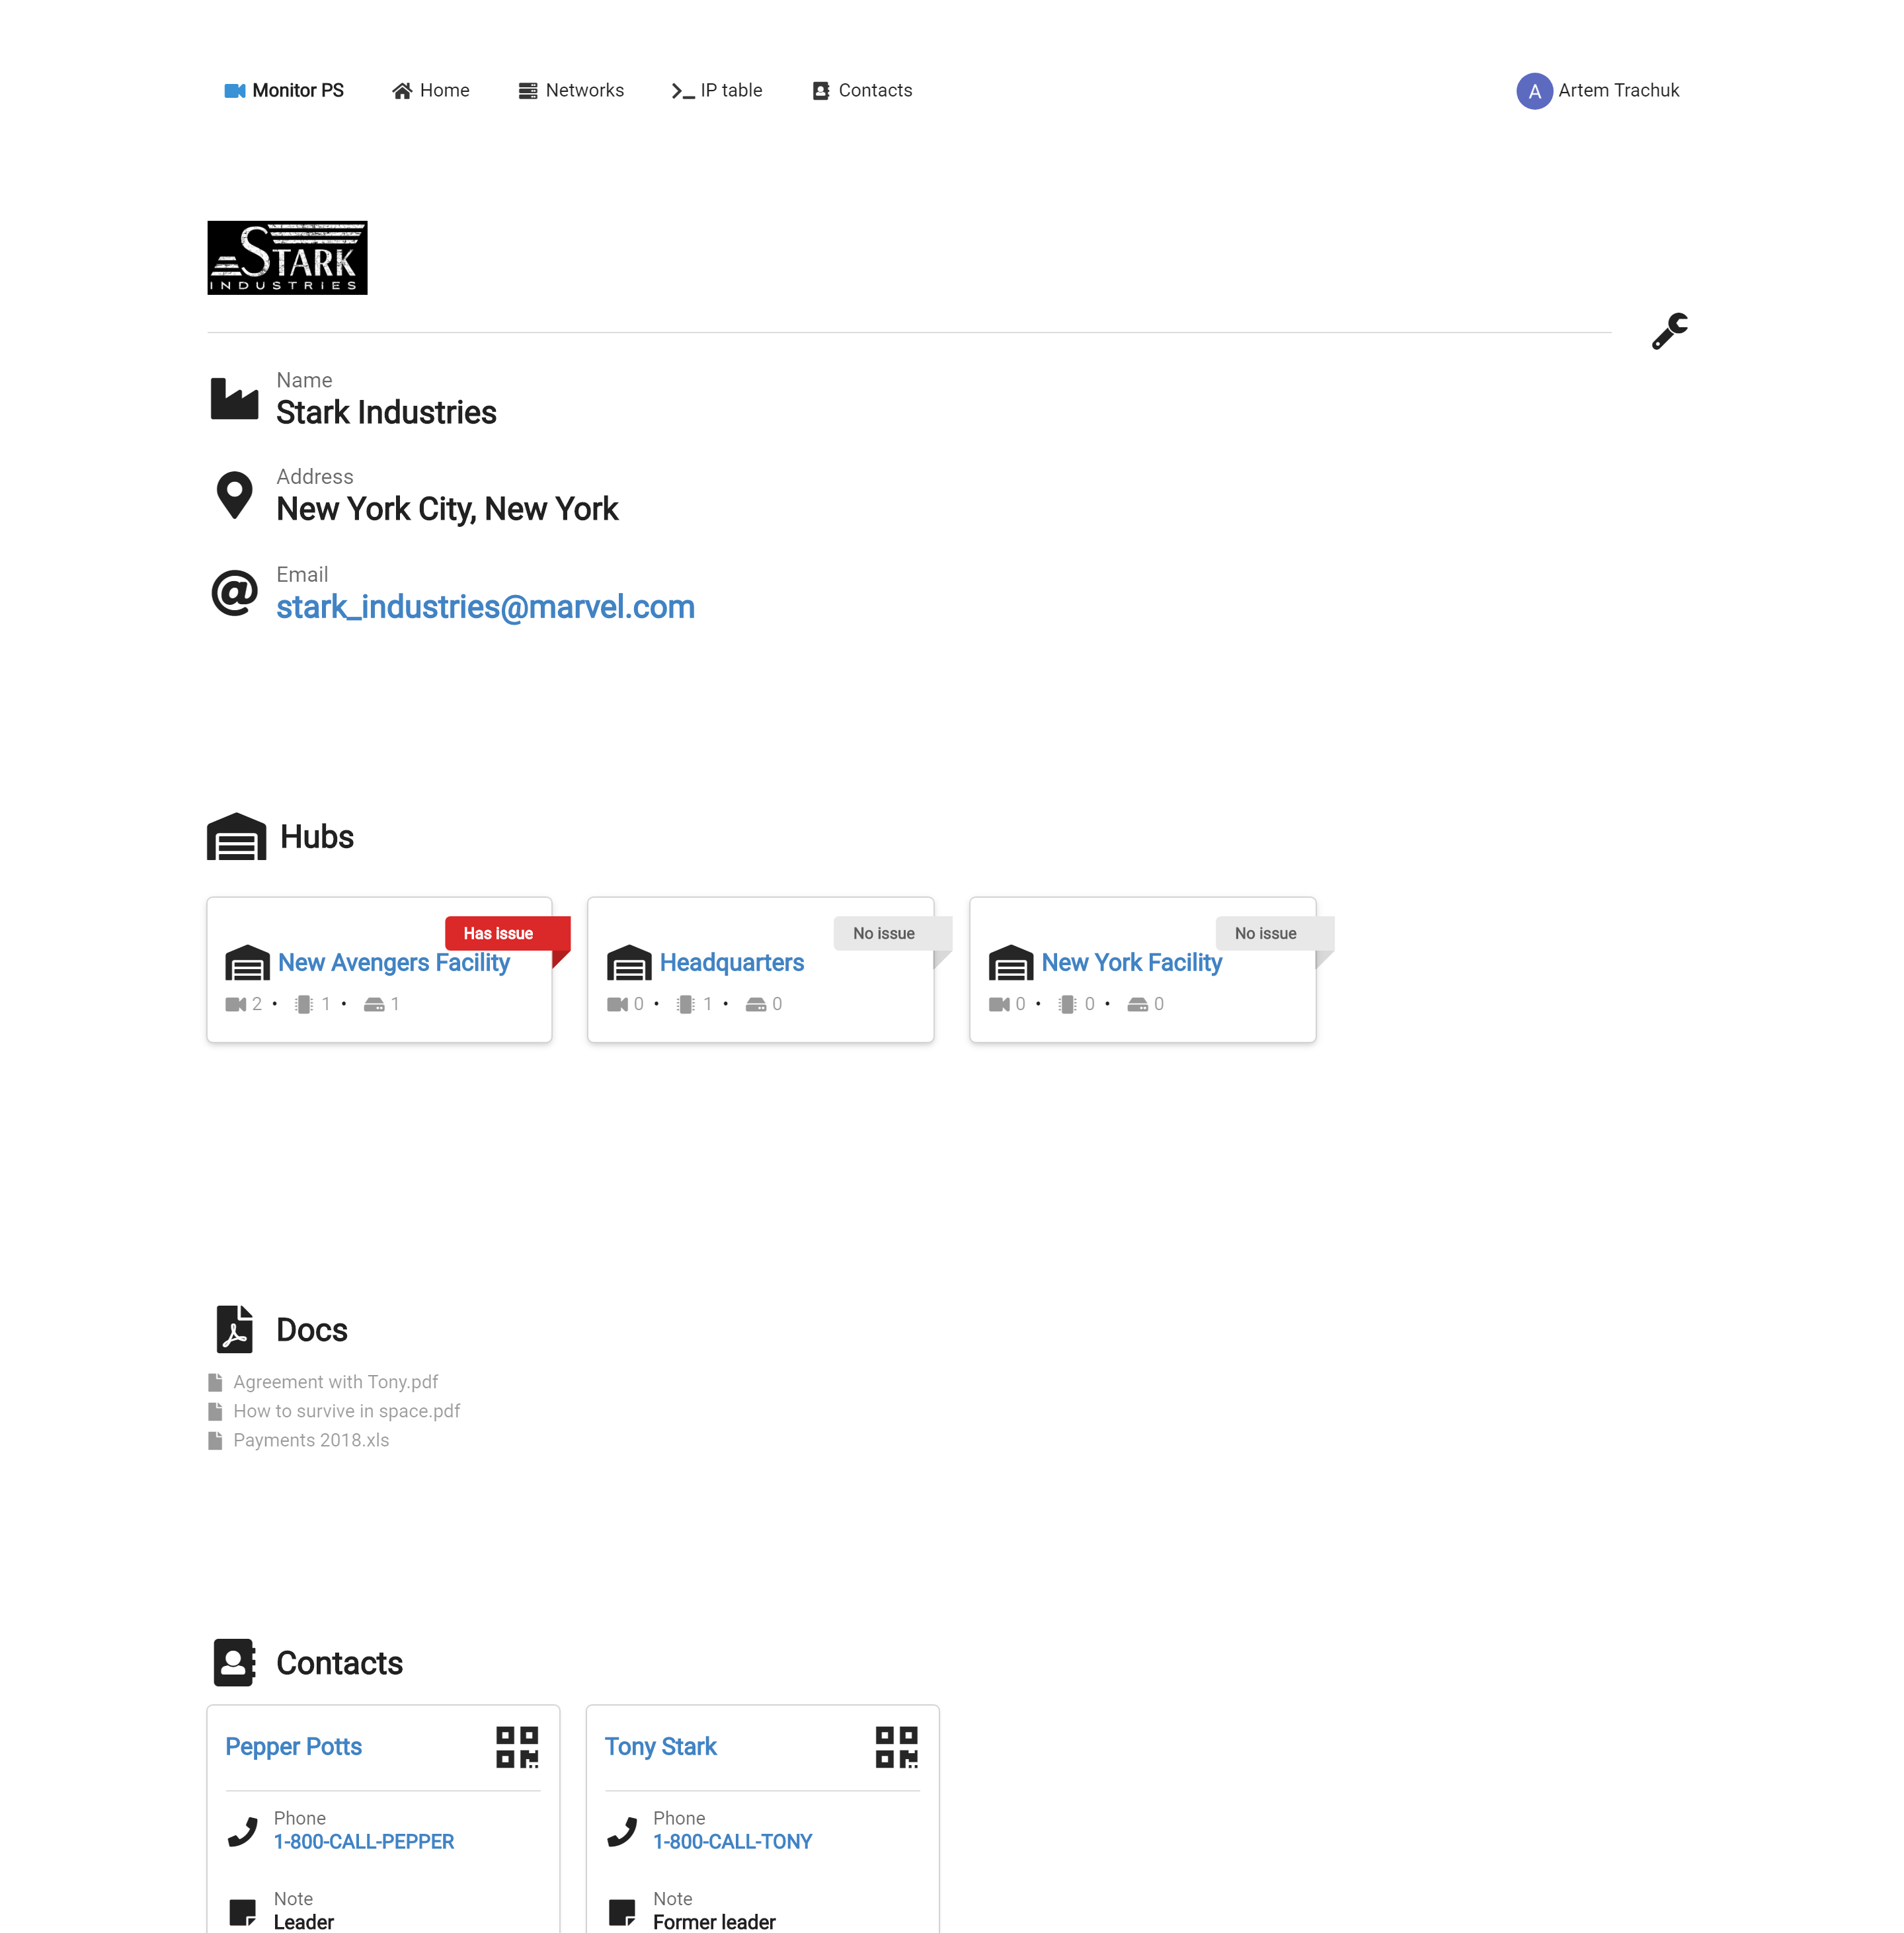 Monitor PS Home Networks IP table Contacts A Artem Trachuk
STARK
INDUSTRIES
Name
Stark Industries
Address
New York City, New York
Email
stark_industries@marvel.com
Hubs
Has issue
New Avengers Facility
2 • 1 • 1
No issue
Headquarters
0 • 1 • 0
No issue
New York Facility
0 • 0 • 0
Docs
Agreement with Tony.pdf
How to survive in space.pdf
Payments 2018.xls
Contacts
Pepper Potts
Phone
1-800-CALL-PEPPER
Note
Leader
Tony Stark
Phone
1-800-CALL-TONY
Note
Former leader